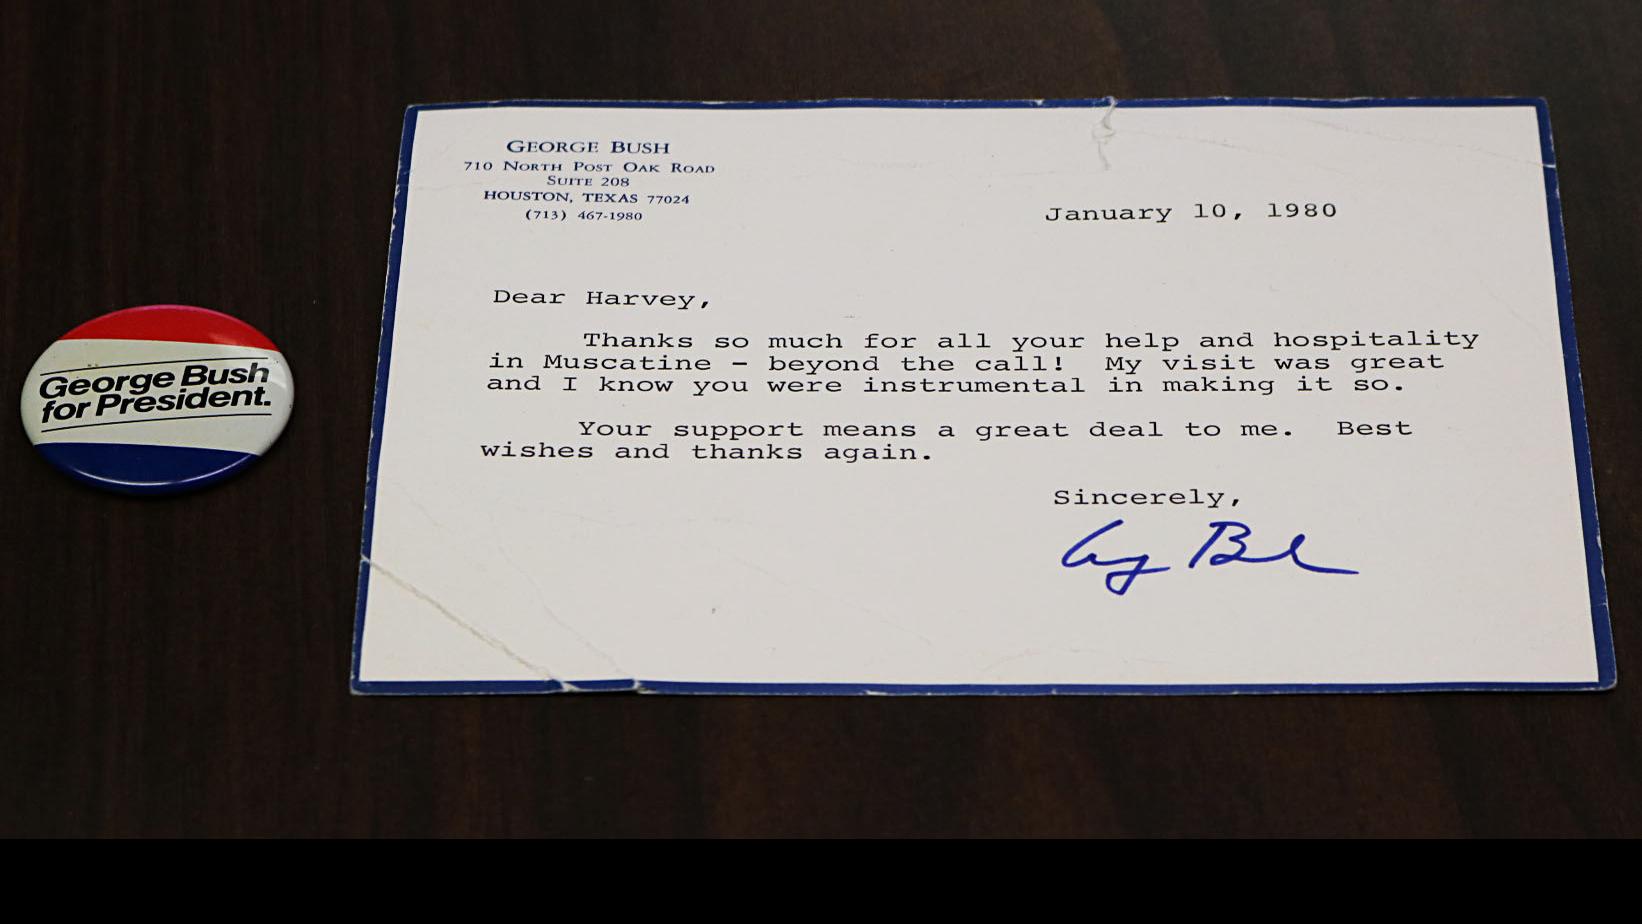 George Bush
for President.
GEORGE BUSH
710 NORTH POST OAK ROAD
SUITE 208
HOUSTON, TEXAS 77024
(713) 467-1980
January 10, 1980
Dear Harvey,
Thanks so much for all your help and hospitality
in Muscatine - beyond the call! My visit was great
and I know you were instrumental in making it so.
Your support means a great deal to me. Best
wishes and thanks again.
Sincerely,
George Bush